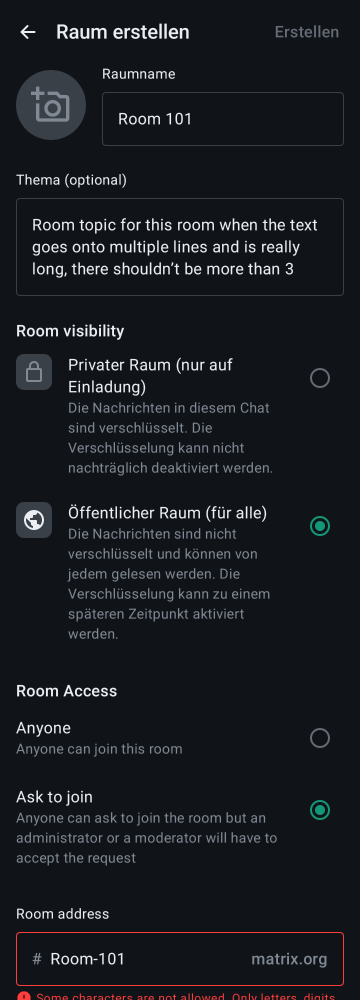 Raum erstellen
Erstellen
Raumname
Room 101
Thema (optional)
Room topic for this room when the text
goes onto multiple lines and is really
long, there shouldn’t be more than 3
Room visibility
Privater Raum (nur auf
Einladung)
Die Nachrichten in diesem Chat
sind verschlüsselt. Die
Verschlüsselung kann nicht
nachträglich deaktiviert werden.
Öffentlicher Raum (für alle)
Die Nachrichten sind nicht
verschlüsselt und können von
jedem gelesen werden. Die
Verschlüsselung kann zu einem
späteren Zeitpunkt aktiviert
werden.
Room Access
Anyone
Anyone can join this room
Ask to join
Anyone can ask to join the room but an
administrator or a moderator will have to
accept the request
Room address
# Room-101 matrix.org
Some characters are not allowed. Only letters, digits